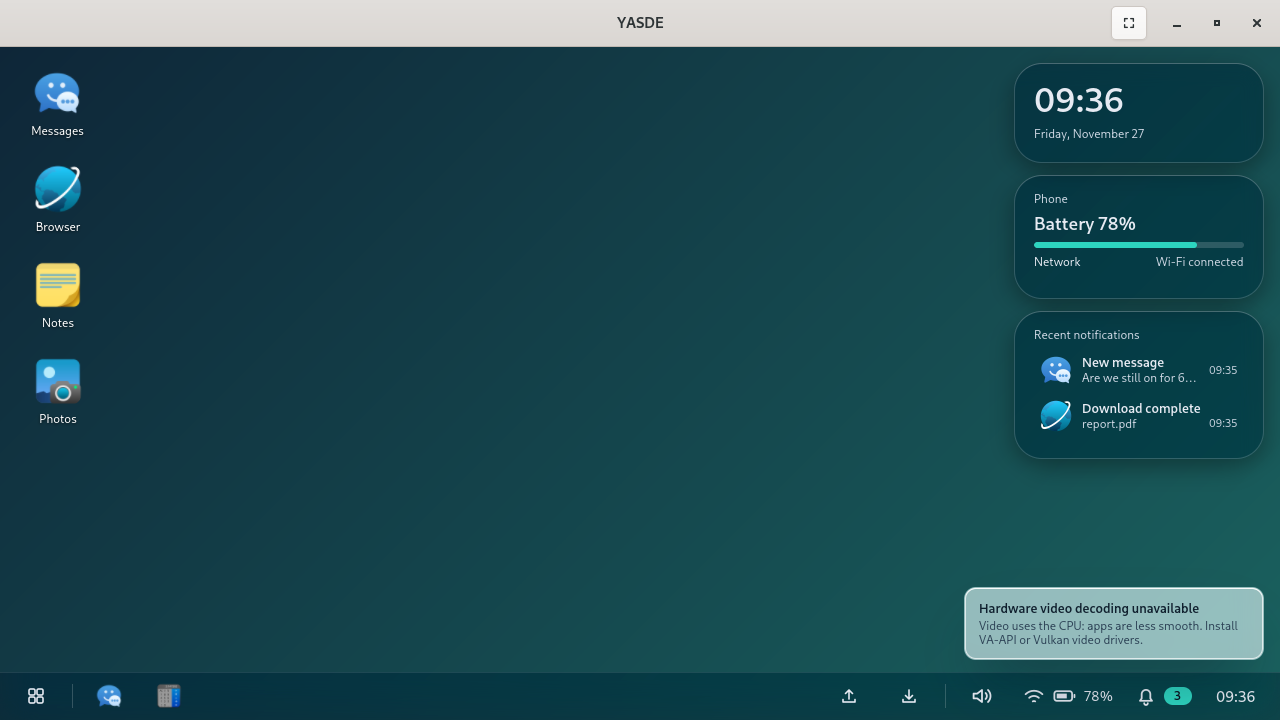 YASDE
Messages
Browser
Notes
Photos
09:36
Friday, November 27
Phone
Battery 78%
Network Wi-Fi connected
Recent notifications
New message
Are we still on for 6… 09:35
Download complete
report.pdf 09:35
Hardware video decoding unavailable
Video uses the CPU: apps are less smooth. Install
VA-API or Vulkan video drivers.
78% 3 09:36